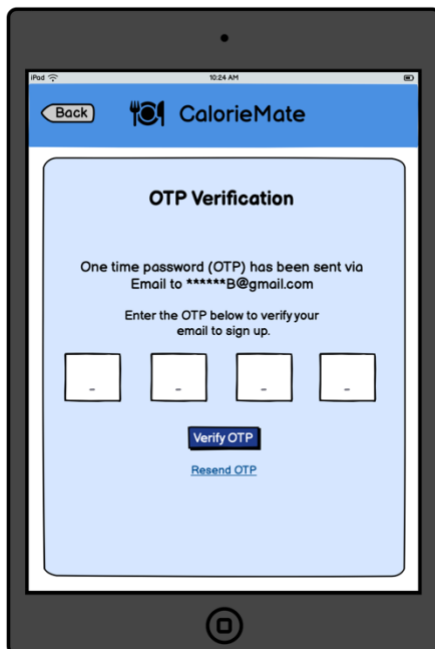 iPad 10:24 AM
Back CalorieMate
OTP Verification
One time password (OTP) has been sent via
Email to ******B@gmail.com
Enter the OTP below to verify your
email to sign up.
- - - -
Verify OTP
Resend OTP